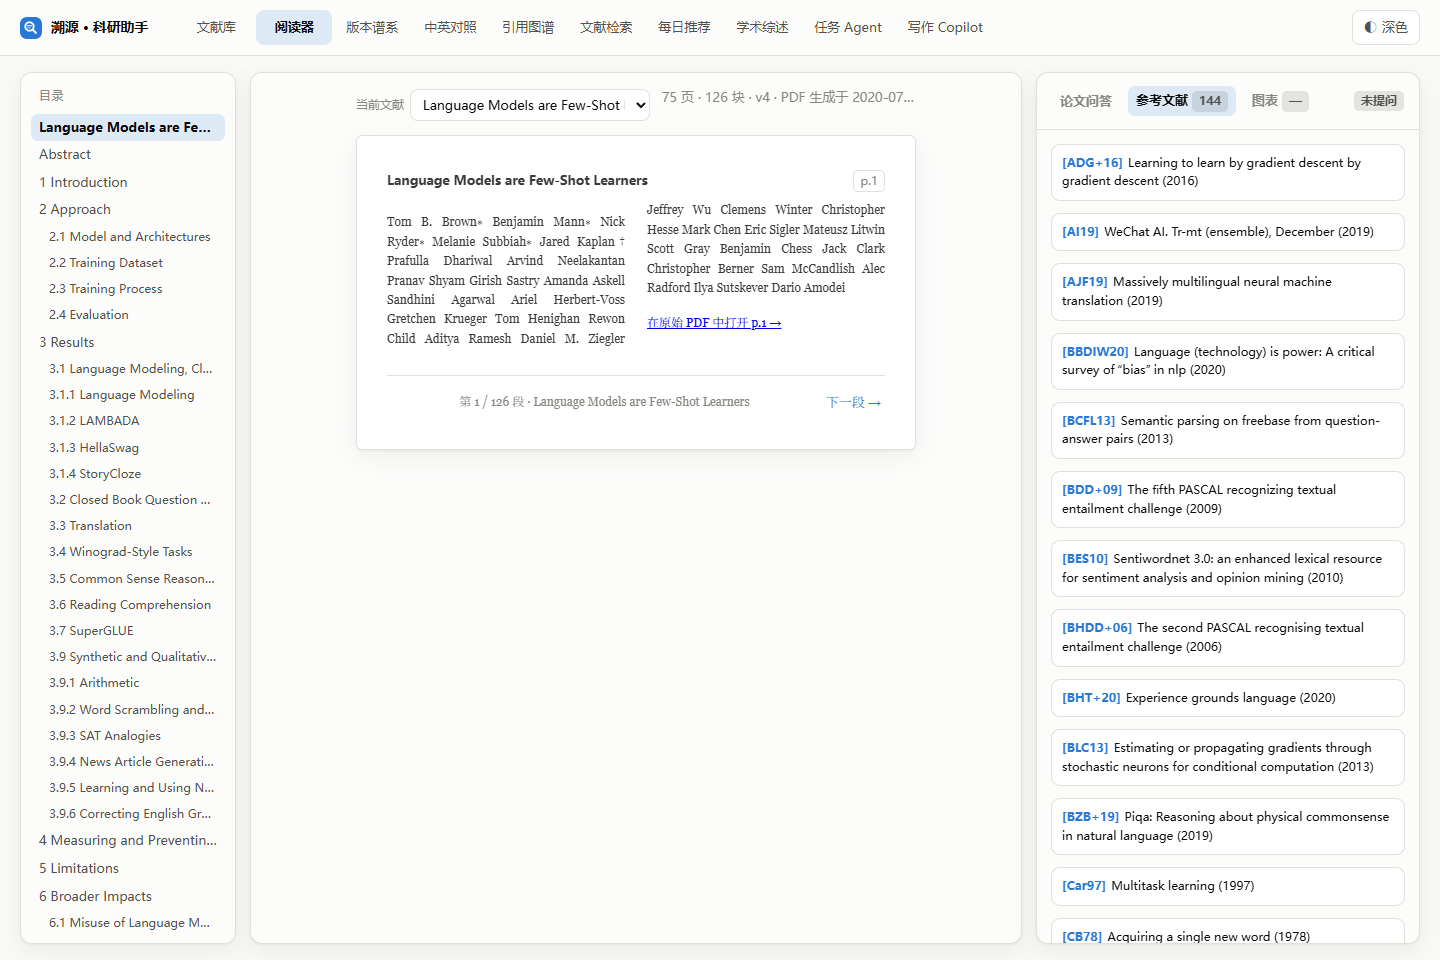 溯源 • 科研助手
文献库
阅读器
版本谱系
中英对照
引用图谱
文献检索
每日推荐
学术综述
任务 Agent
写作 Copilot
深色
目录
Language Models are Fe...
Abstract
1 Introduction
2 Approach
2.1 Model and Architectures
2.2 Training Dataset
2.3 Training Process
2.4 Evaluation
3 Results
3.1 Language Modeling, Cl...
3.1.1 Language Modeling
3.1.2 LAMBADA
3.1.3 HellaSwag
3.1.4 StoryCloze
3.2 Closed Book Question ...
3.3 Translation
3.4 Winograd-Style Tasks
3.5 Common Sense Reason...
3.6 Reading Comprehension
3.7 SuperGLUE
3.9 Synthetic and Qualitativ...
3.9.1 Arithmetic
3.9.2 Word Scrambling and...
3.9.3 SAT Analogies
3.9.4 News Article Generati...
3.9.5 Learning and Using N...
3.9.6 Correcting English Gr...
4 Measuring and Preventin...
5 Limitations
6 Broader Impacts
6.1 Misuse of Language M...
当前文献
Language Models are Few-Shot
75 页 · 126 块 · v4 · PDF 生成于 2020-07...
Language Models are Few-Shot Learners
p.1
Tom B. Brown∗ Benjamin Mann∗ Nick
Ryder∗ Melanie Subbiah∗ Jared Kaplan †
Prafulla Dhariwal Arvind Neelakantan
Pranav Shyam Girish Sastry Amanda Askell
Sandhini Agarwal Ariel Herbert-Voss
Gretchen Krueger Tom Henighan Rewon
Child Aditya Ramesh Daniel M. Ziegler
Jeffrey Wu Clemens Winter Christopher
Hesse Mark Chen Eric Sigler Mateusz Litwin
Scott Gray Benjamin Chess Jack Clark
Christopher Berner Sam McCandlish Alec
Radford Ilya Sutskever Dario Amodei
在原始 PDF 中打开 p.1 →
第 1 / 126 段 · Language Models are Few-Shot Learners
下一段 →
论文问答
参考文献 144
图表 —
未提问
[ADG+16] Learning to learn by gradient descent by
gradient descent (2016)
[AI19] WeChat AI. Tr-mt (ensemble), December (2019)
[AJF19] Massively multilingual neural machine
translation (2019)
[BBDIW20] Language (technology) is power: A critical
survey of “bias” in nlp (2020)
[BCFL13] Semantic parsing on freebase from question-
answer pairs (2013)
[BDD+09] The fifth PASCAL recognizing textual
entailment challenge (2009)
[BES10] Sentiwordnet 3.0: an enhanced lexical resource
for sentiment analysis and opinion mining (2010)
[BHDD+06] The second PASCAL recognising textual
entailment challenge (2006)
[BHT+20] Experience grounds language (2020)
[BLC13] Estimating or propagating gradients through
stochastic neurons for conditional computation (2013)
[BZB+19] Piqa: Reasoning about physical commonsense
in natural language (2019)
[Car97] Multitask learning (1997)
[CB78] Acquiring a single new word (1978)